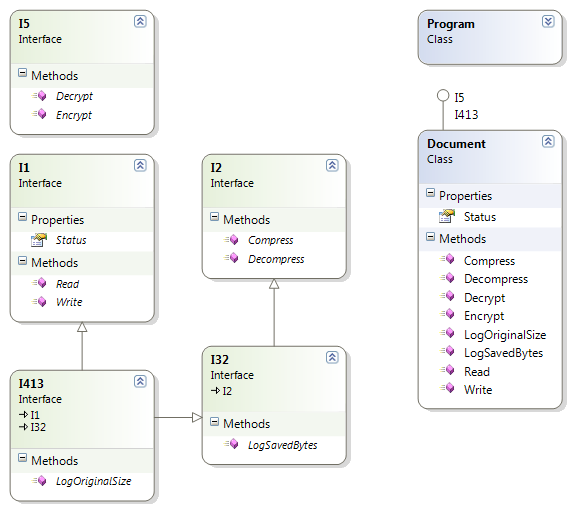 I5
Interface
Methods
Decrypt
Encrypt
I1
Interface
Properties
Status
Methods
Read
Write
I2
Interface
Methods
Compress
Decompress
I413
Interface
I1
I32
Methods
LogOriginalSize
I32
Interface
I2
Methods
LogSavedBytes
Program
Class
I5
I413
Document
Class
Properties
Status
Methods
Compress
Decompress
Decrypt
Encrypt
LogOriginalSize
LogSavedBytes
Read
Write